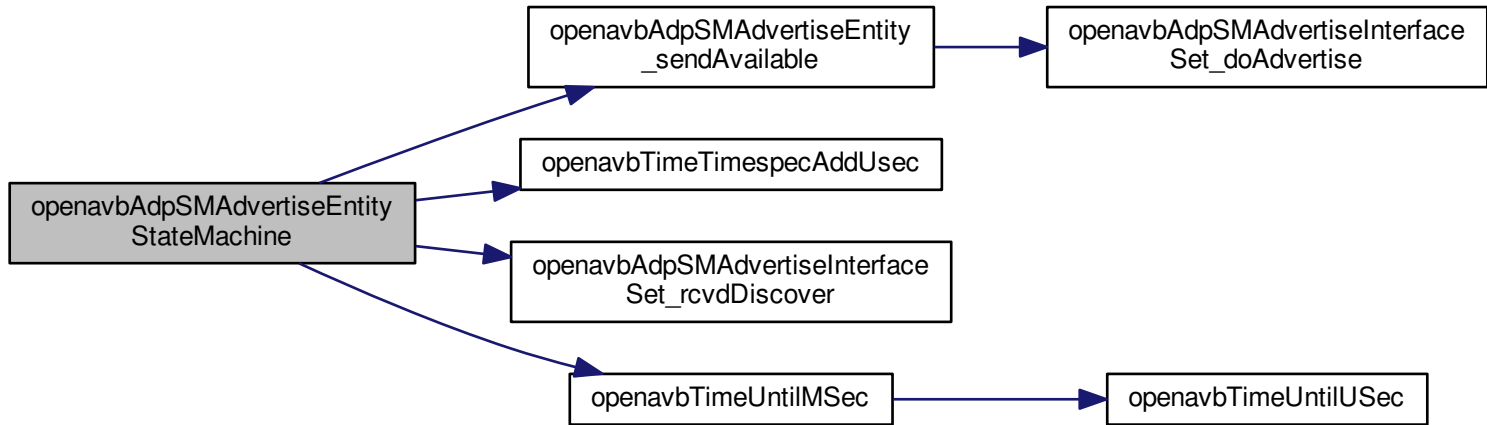 openavbAdpSMAdvertiseEntity
StateMachine
openavbAdpSMAdvertiseEntity
_sendAvailable
openavbAdpSMAdvertiseInterface
Set_doAdvertise
openavbTimeTimespecAddUsec
openavbAdpSMAdvertiseInterface
Set_rcvdDiscover
openavbTimeUntilMSec
openavbTimeUntilUSec